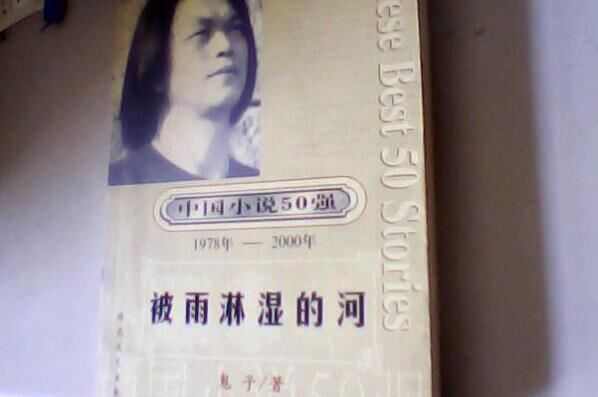 ese Best 50 Stories
中国小说50强
1978年 — 2000年
被雨淋湿的河
鬼子/著